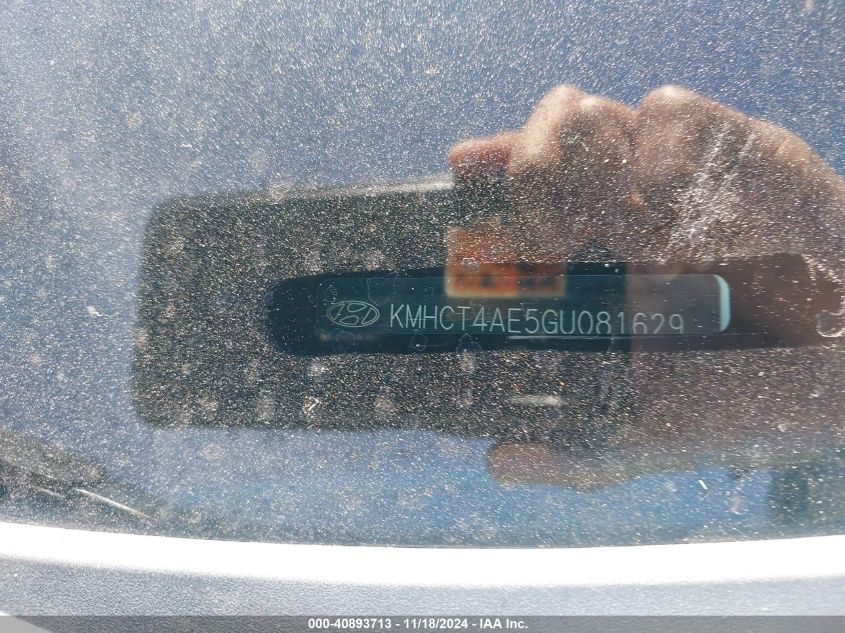 KMHCT4AE5GU081629
000-40893713 - 11/18/2024 - IAA Inc.